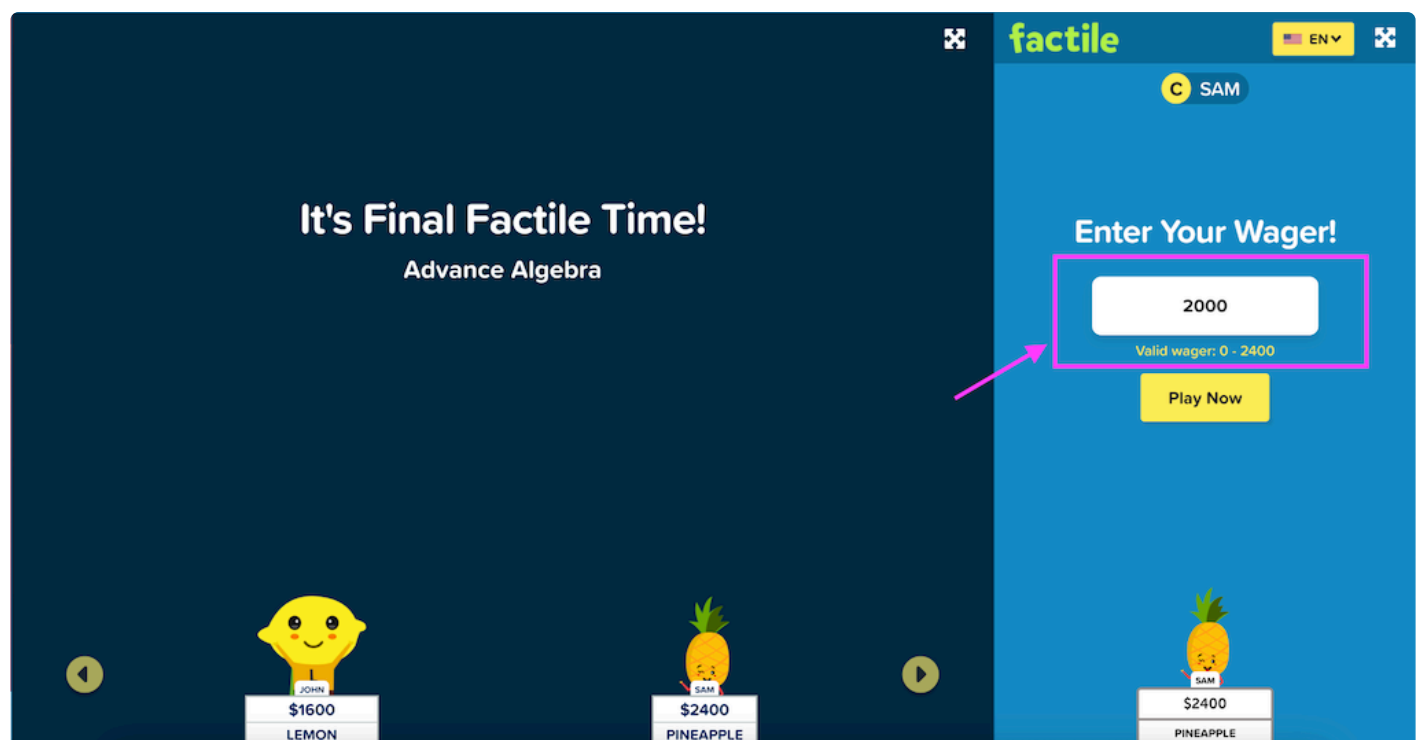 factile
EN
C SAM
It's Final Factile Time!
Advance Algebra
Enter Your Wager!
2000
Valid wager: 0 - 2400
Play Now
JOHN
$1600
LEMON
SAM
$2400
PINEAPPLE
SAM
$2400
PINEAPPLE